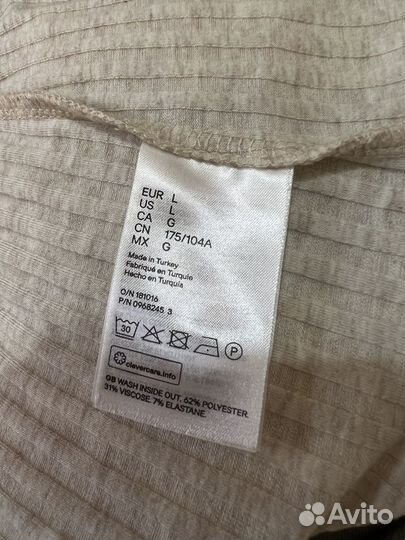 EUR L
US L
CA G
CN 175/104A
MX G
Made in Turkey
Fabriqué en Turquie
Hecho en Turquía
O/N 181016
P/N 0968245 3
30
P
clevercare.info
GB WASH INSIDE OUT. 62% POLYESTER.
31% VISCOSE. 7% ELASTANE.
Avito